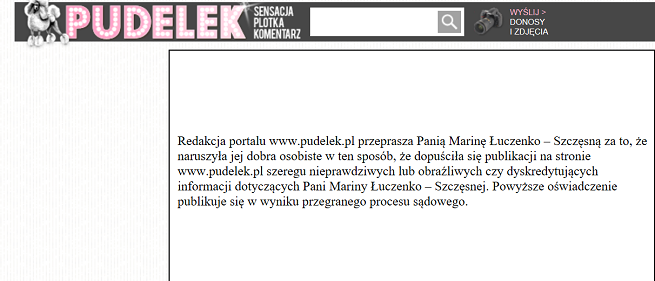 PUDELEK
SENSACJA
PLOTKA
KOMENTARZ
WYŚLIJ >
DONOSY
I ZDJĘCIA
Redakcja portalu www.pudelek.pl przeprasza Panią Marinę Łuczenko – Szczęsną za to, że
naruszyła jej dobra osobiste w ten sposób, że dopuściła się publikacji na stronie
www.pudelek.pl szeregu nieprawdziwych lub obraźliwych czy dyskredytujących
informacji dotyczących Pani Mariny Łuczenko – Szczęsnej. Powyższe oświadczenie
publikuje się w wyniku przegranego procesu sądowego.